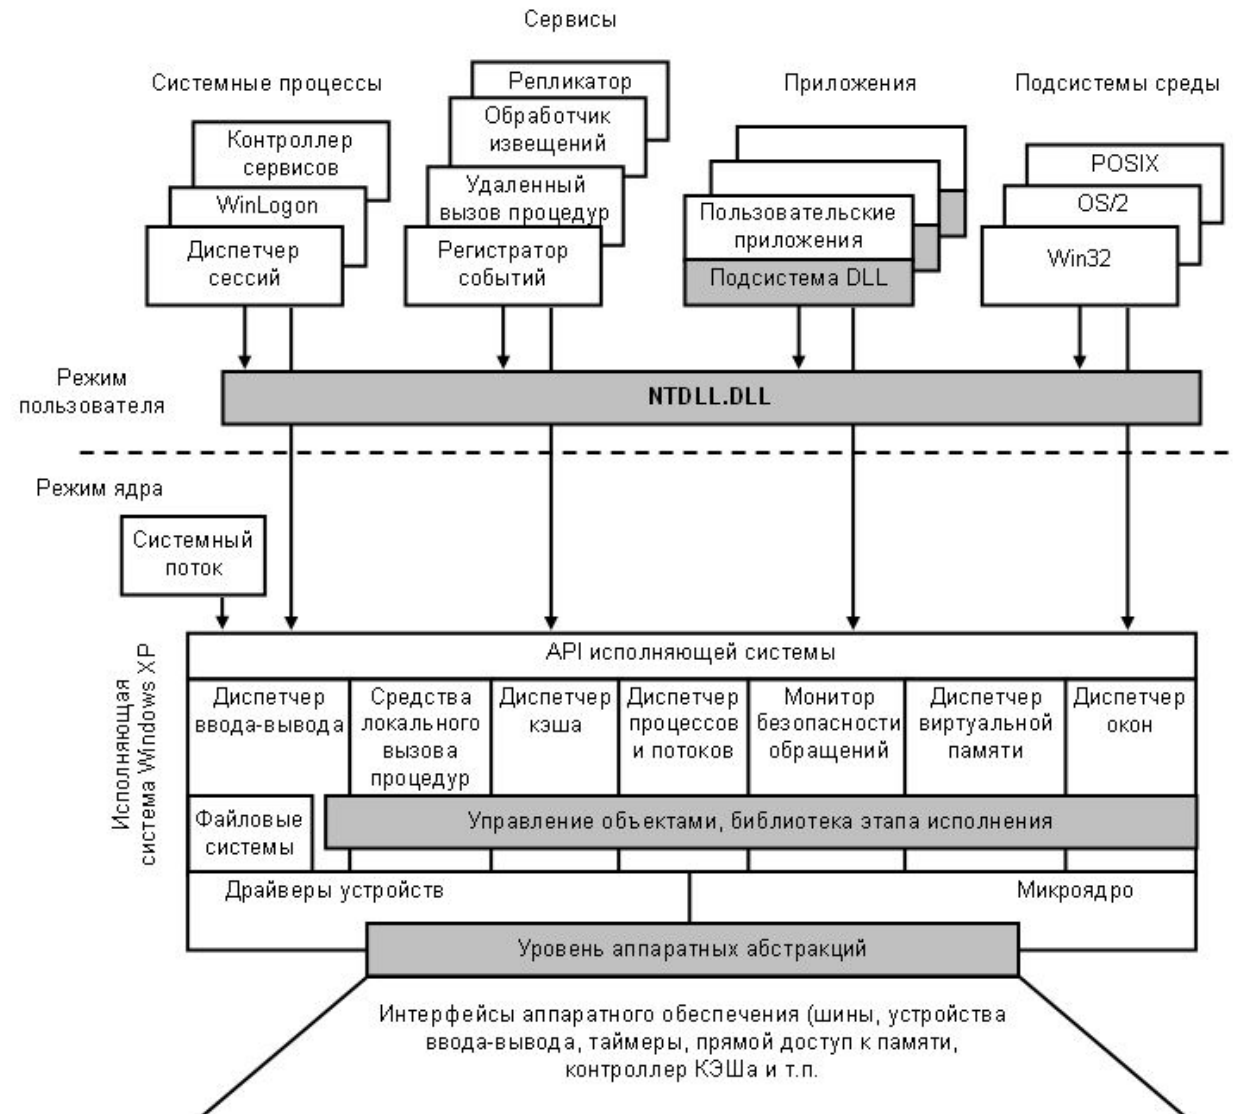 Сервисы
Системные процессы
Приложения
Подсистемы среды
Контроллер
сервисов
WinLogon
Диспетчер
сессий
Репликатор
Обработчик
извещений
Удаленный
вызов процедур
Регистратор
событий
Пользовательские
приложения
Подсистема DLL
POSIX
OS/2
Win32
Режим
пользователя
NTDLL.DLL
Режим ядра
Системный
поток
Исполняющая
система Windows XP
API исполняющей системы
Диспетчер
ввода-вывода
Средства
локального
вызова
процедур
Диспетчер
кэша
Диспетчер
процессов
и потоков
Монитор
безопасности
обращений
Диспетчер
виртуальной
памяти
Диспетчер
окон
Файловые
системы
Управление объектами, библиотека этапа исполнения
Драйверы устройств
Микроядро
Уровень аппаратных абстракций
Интерфейсы аппаратного обеспечения (шины, устройства
ввода-вывода, таймеры, прямой доступ к памяти,
контроллер КЭШа и т.п.